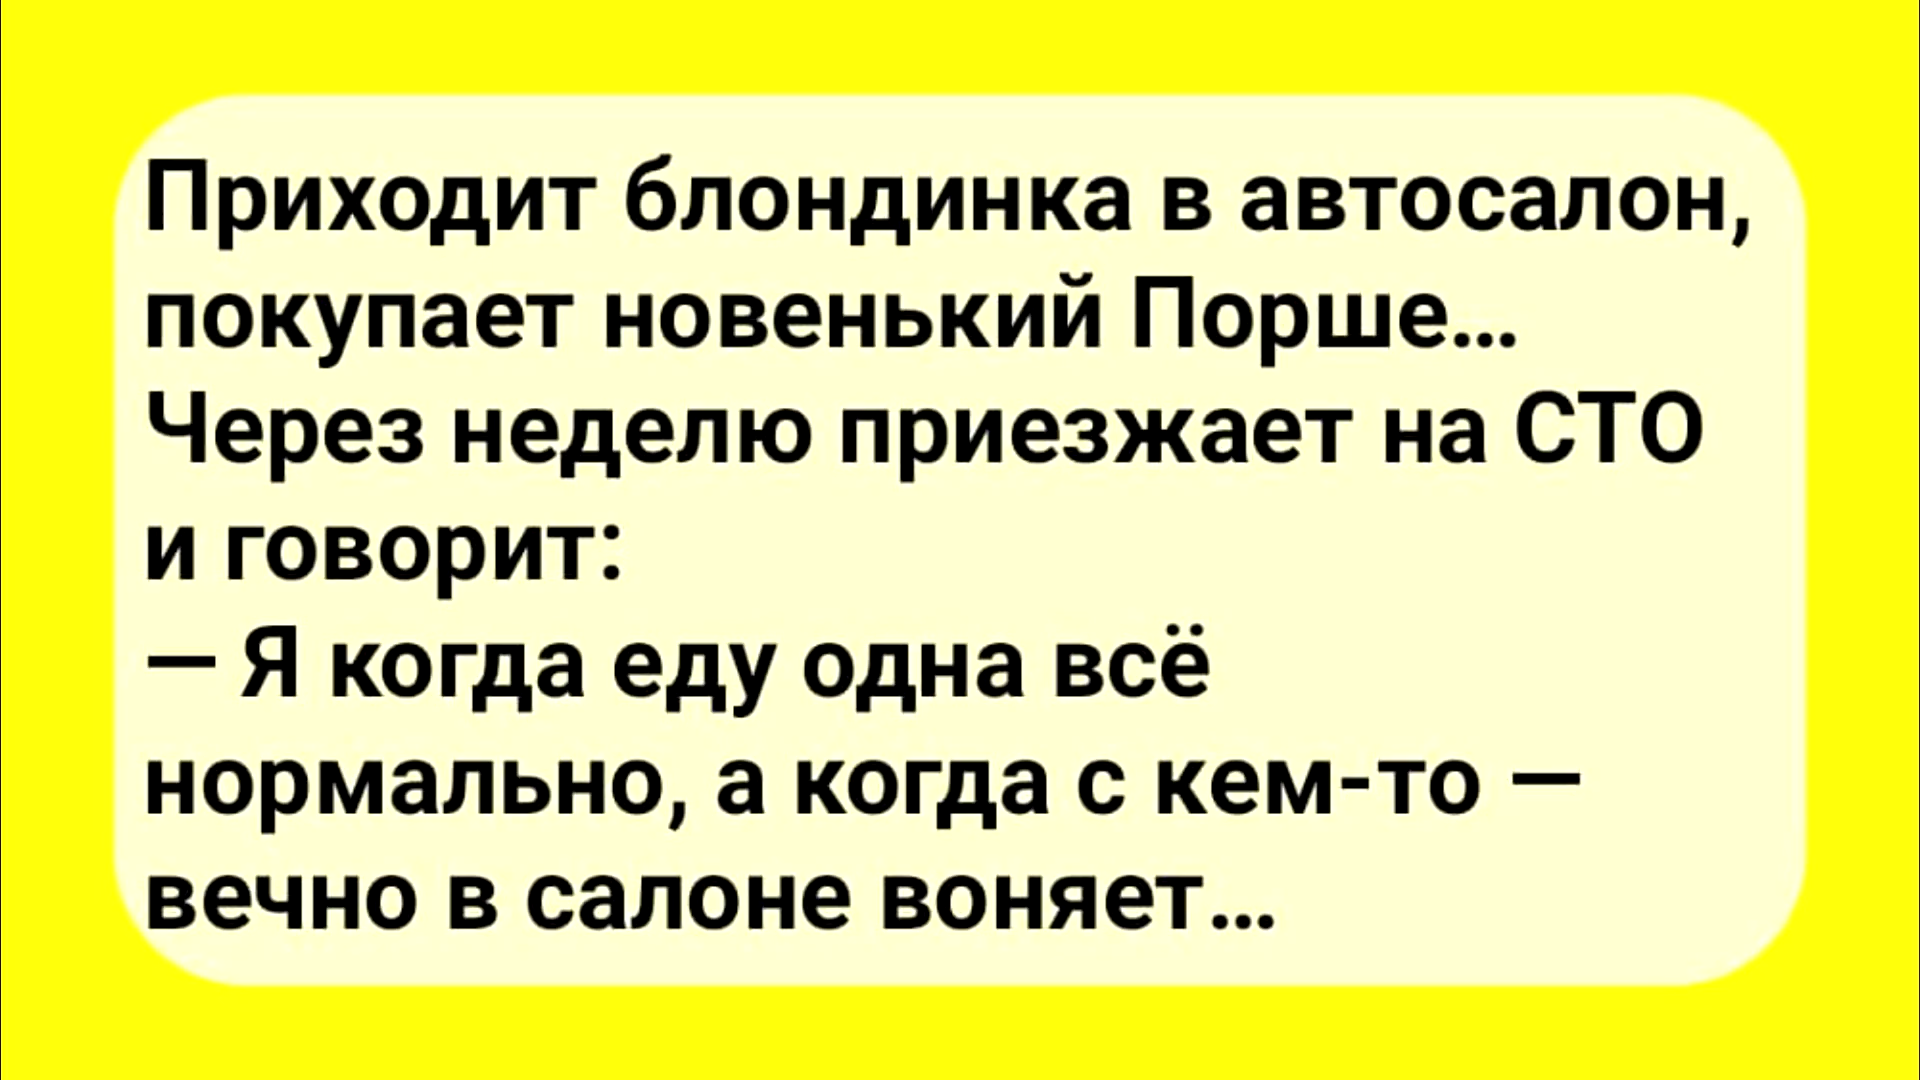 Приходит блондинка в автосалон,
покупает новенький Порше...
Через неделю приезжает на СТО
и говорит:
— Я когда еду одна всё
нормально, а когда с кем-то —
вечно в салоне воняет...